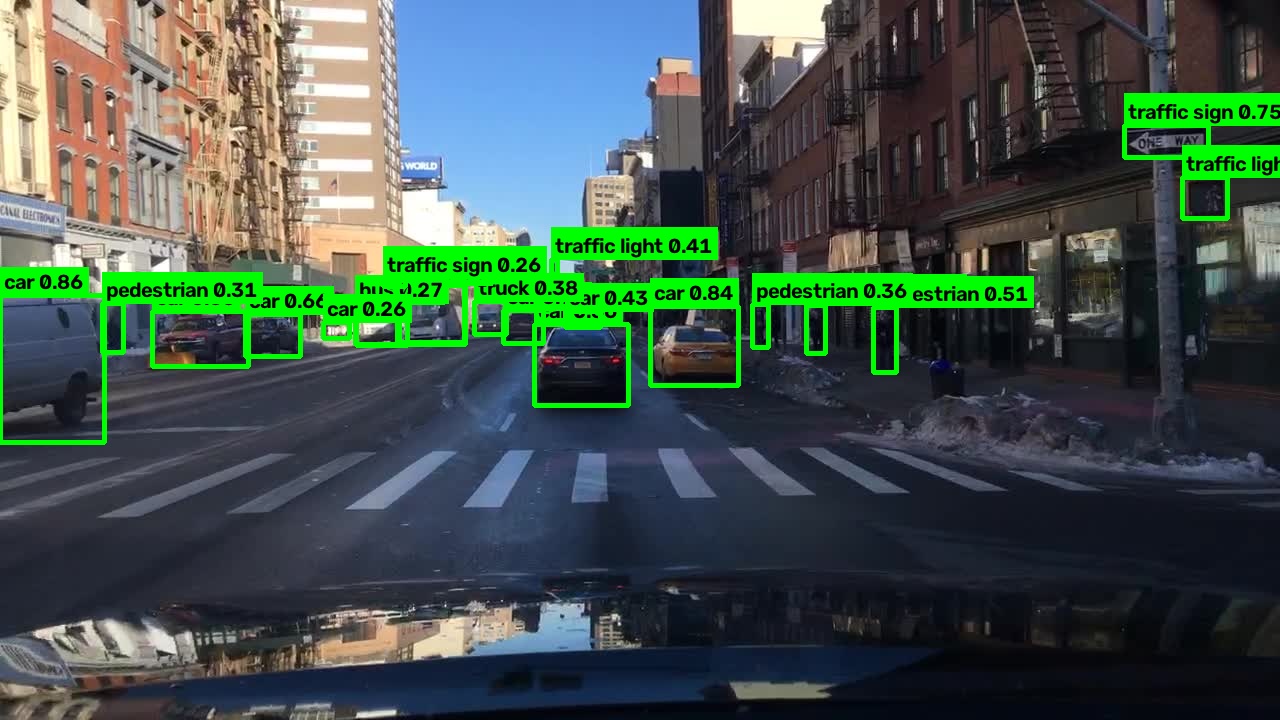 WORLD
traffic sign 0.75
ONE WAY
traffic ligh
CANAL ELECTRONICS
traffic light 0.41
traffic sign 0.26
car 0.86
pedestrian 0.31
car 0.66
bus 0.27
truck 0.38
car 0.43
car 0.84
pedestrian 0.36
estrian 0.51
car 0.26